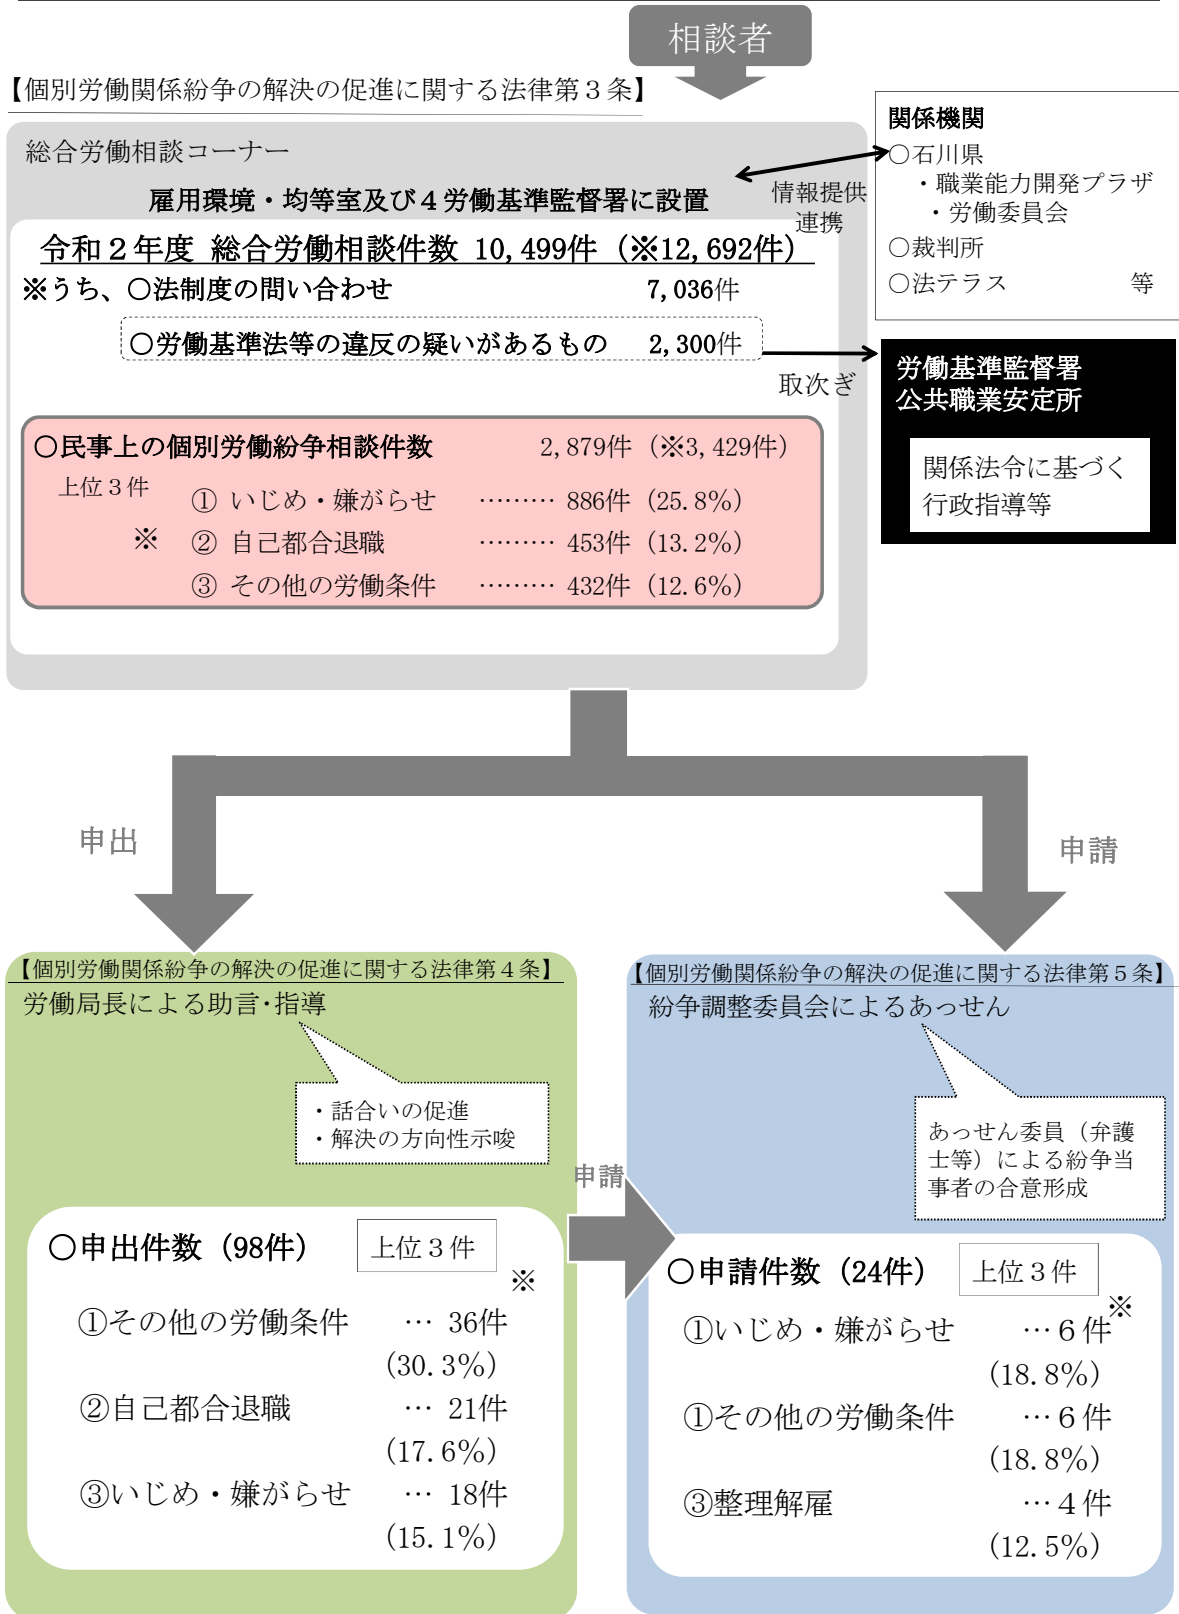 相談者
【個別労働関係紛争の解決の促進に関する法律第３条】
総合労働相談コーナー
雇用環境・均等室及び４労働基準監督署に設置
令和２年度 総合労働相談件数 10,499件（※12,692件）
※うち、〇法制度の問い合わせ 7,036件
〇労働基準法等の違反の疑いがあるもの 2,300件
〇民事上の個別労働紛争相談件数 2,879件（※3,429件）
上位３件
① いじめ・嫌がらせ ……… 886件（25.8%）
※ ② 自己都合退職 ……… 453件（13.2%）
③ その他の労働条件 ……… 432件（12.6%）
情報提供
連携
関係機関
〇石川県
・職業能力開発プラザ
・労働委員会
〇裁判所
〇法テラス 等
取次ぎ
労働基準監督署
公共職業安定所
関係法令に基づく
行政指導等
申出
申請
【個別労働関係紛争の解決の促進に関する法律第４条】
労働局長による助言・指導
・話合いの促進
・解決の方向性示唆
〇申出件数（98件） 上位３件
※
①その他の労働条件 … 36件
（30.3%）
②自己都合退職 … 21件
（17.6%）
③いじめ・嫌がらせ … 18件
（15.1%）
申請
【個別労働関係紛争の解決の促進に関する法律第５条】
紛争調整委員会によるあっせん
あっせん委員（弁護
士等）による紛争当
事者の合意形成
〇申請件数（24件） 上位３件
※
①いじめ・嫌がらせ …６件
（18.8%）
①その他の労働条件 …６件
（18.8%）
③整理解雇 …４件
（12.5%）